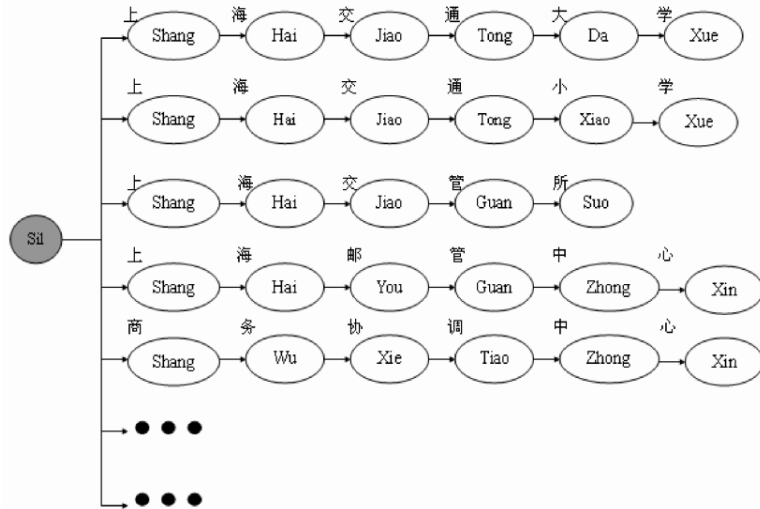 上 海 交 通 大 学
Shang Hai Jiao Tong Da Xue
上 海 交 通 小 学
Shang Hai Jiao Tong Xiao Xue
上 海 交 管 所
Shang Hai Jiao Guan Suo
Sil
上 海 邮 管 中 心
Shang Hai You Guan Zhong Xin
商 务 协 调 中 心
Shang Wu Xie Tiao Zhong Xin